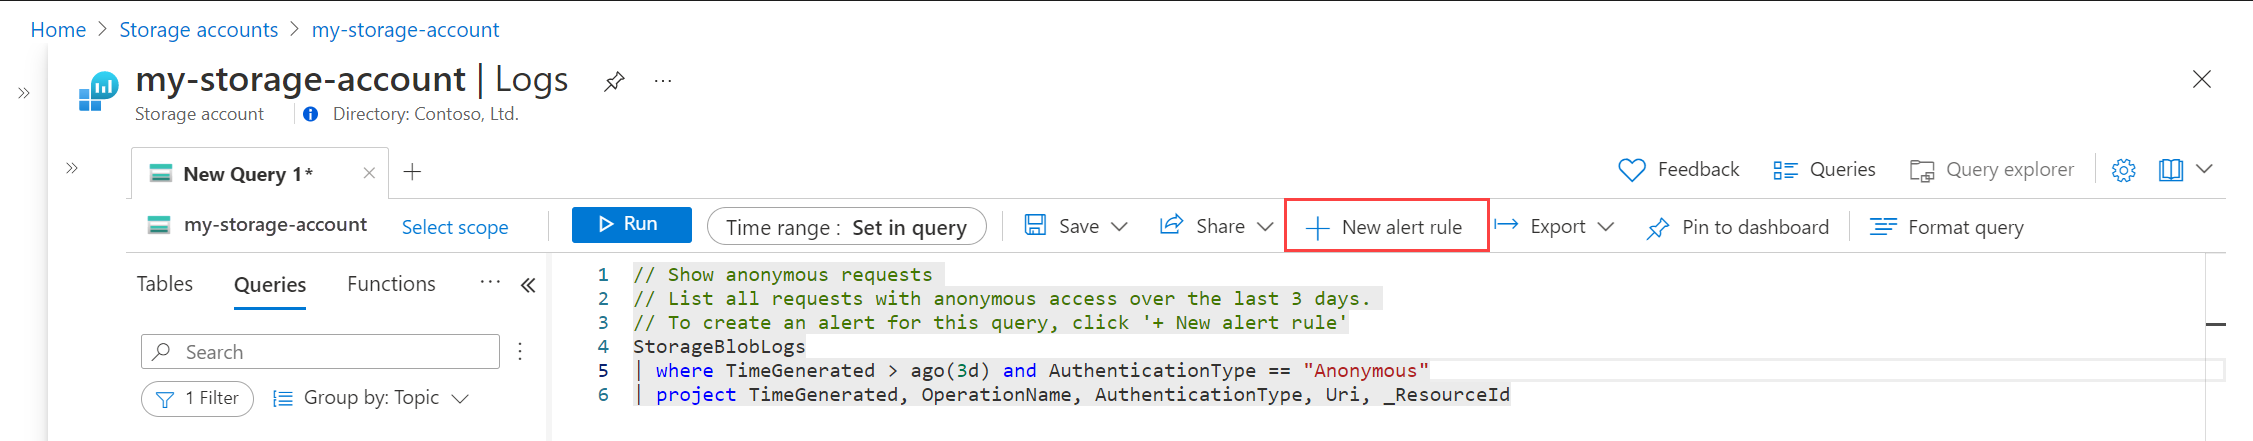 Home > Storage accounts > my-storage-account
my-storage-account | Logs ...
Storage account Directory: Contoso, Ltd.
New Query 1* × +
Feedback Queries Query explorer
my-storage-account Select scope Run Time range : Set in query Save Share + New alert rule Export Pin to dashboard Format query
Tables Queries Functions ... «
Search
1 Filter Group by: Topic
1 // Show anonymous requests
2 // List all requests with anonymous access over the last 3 days.
3 // To create an alert for this query, click '+ New alert rule'
4 StorageBlobLogs
5 | where TimeGenerated > ago(3d) and AuthenticationType == "Anonymous"
6 | project TimeGenerated, OperationName, AuthenticationType, Uri, _ResourceId